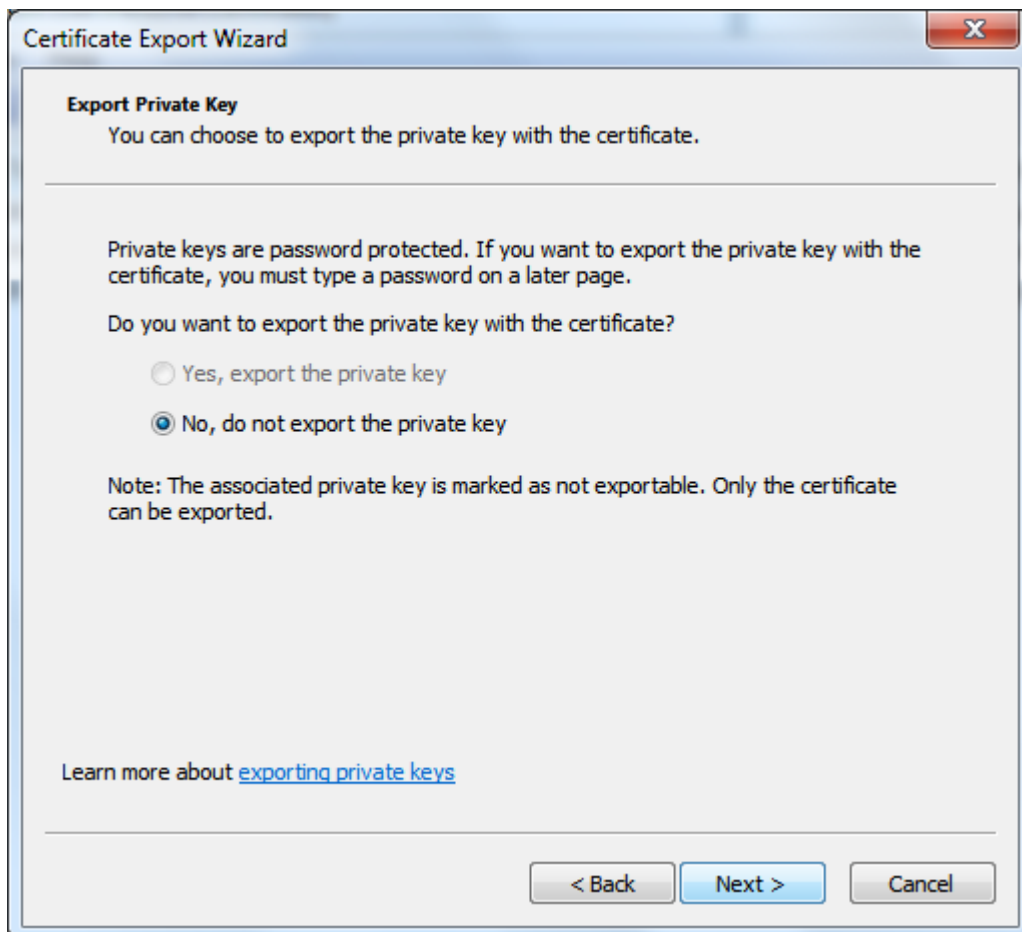 Certificate Export Wizard
Export Private Key
You can choose to export the private key with the certificate.
Private keys are password protected. If you want to export the private key with the
certificate, you must type a password on a later page.
Do you want to export the private key with the certificate?
Yes, export the private key
No, do not export the private key
Note: The associated private key is marked as not exportable. Only the certificate
can be exported.
Learn more about exporting private keys
< Back Next > Cancel